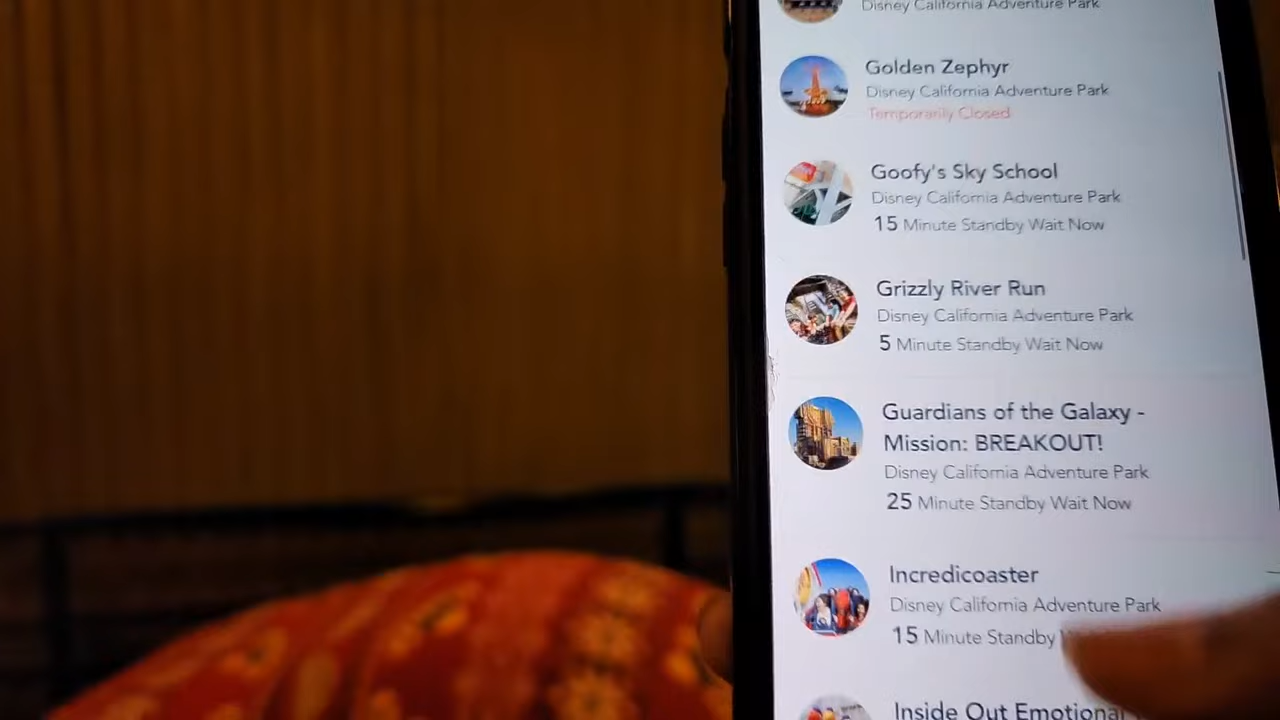 Disney California Adventure Park
Golden Zephyr
Disney California Adventure Park
Temporarily Closed
Goofy's Sky School
Disney California Adventure Park
15 Minute Standby Wait Now
Grizzly River Run
Disney California Adventure Park
5 Minute Standby Wait Now
Guardians of the Galaxy -
Mission: BREAKOUT!
Disney California Adventure Park
25 Minute Standby Wait Now
Incredicoaster
Disney California Adventure Park
15 Minute Standby
Inside Out Emotional